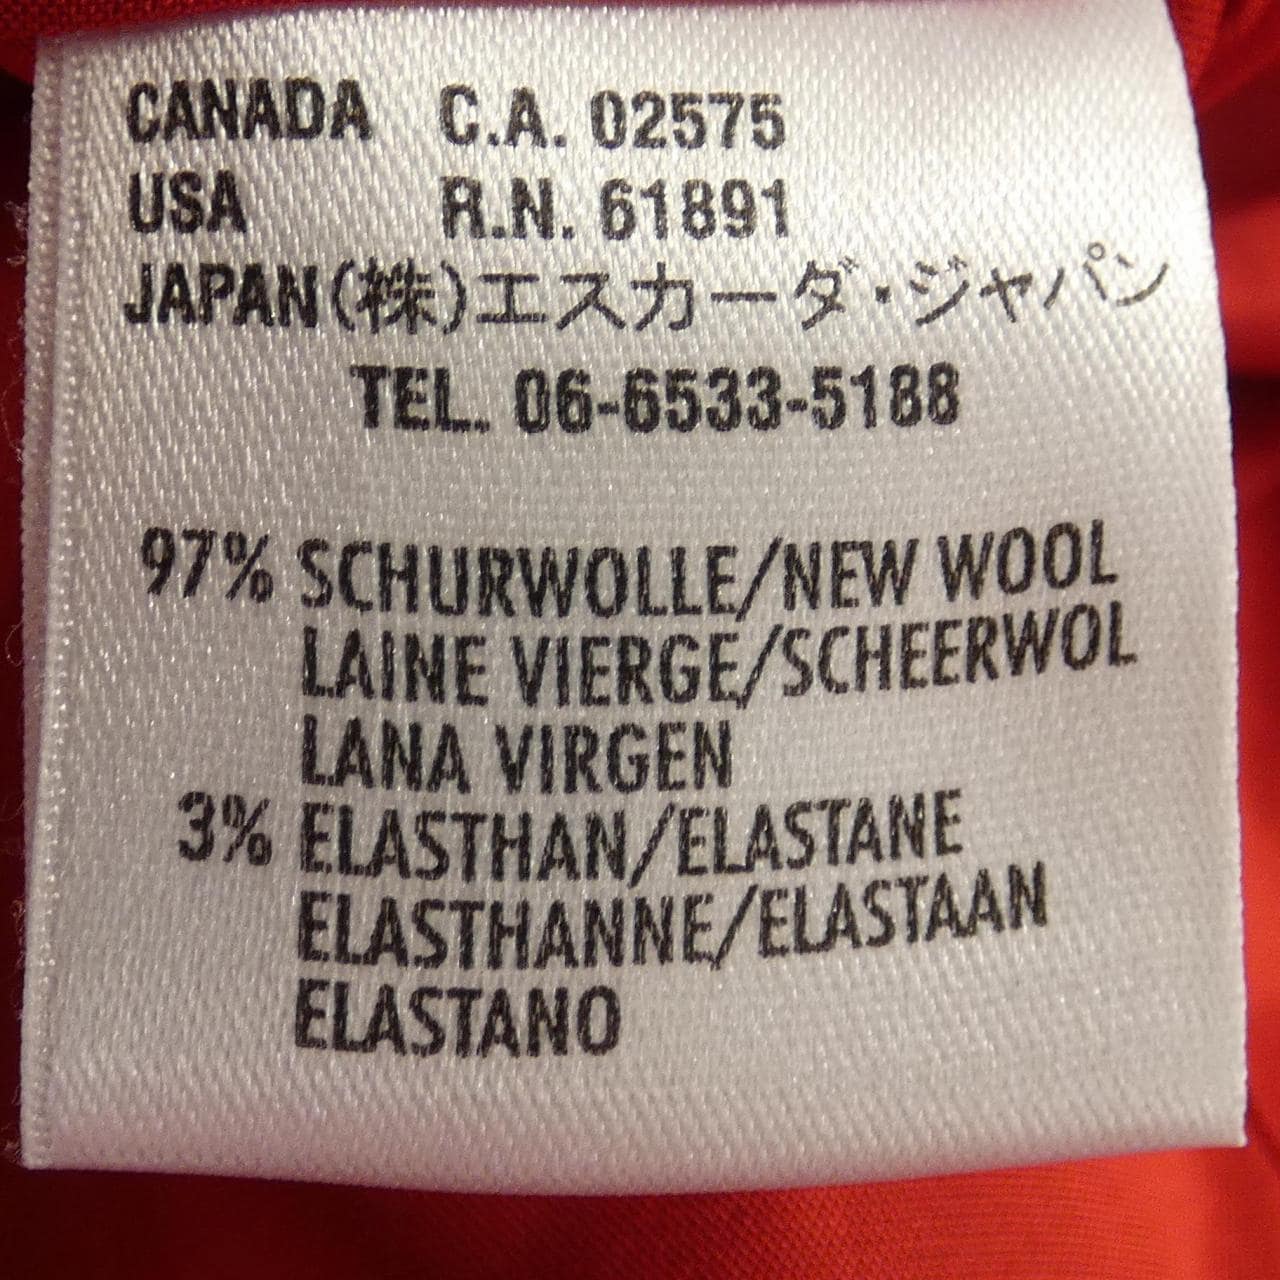 CANADA C.A. 02575
USA R.N. 61891
JAPAN(株)エスカーダ・ジャパン
TEL. 06-6533-5188
97% SCHURWOLLE/NEW WOOL
LAINE VIERGE/SCHEERWOL
LANA VIRGEN
3% ELASTHAN/ELASTANE
ELASTHANNE/ELASTAAN
ELASTANO